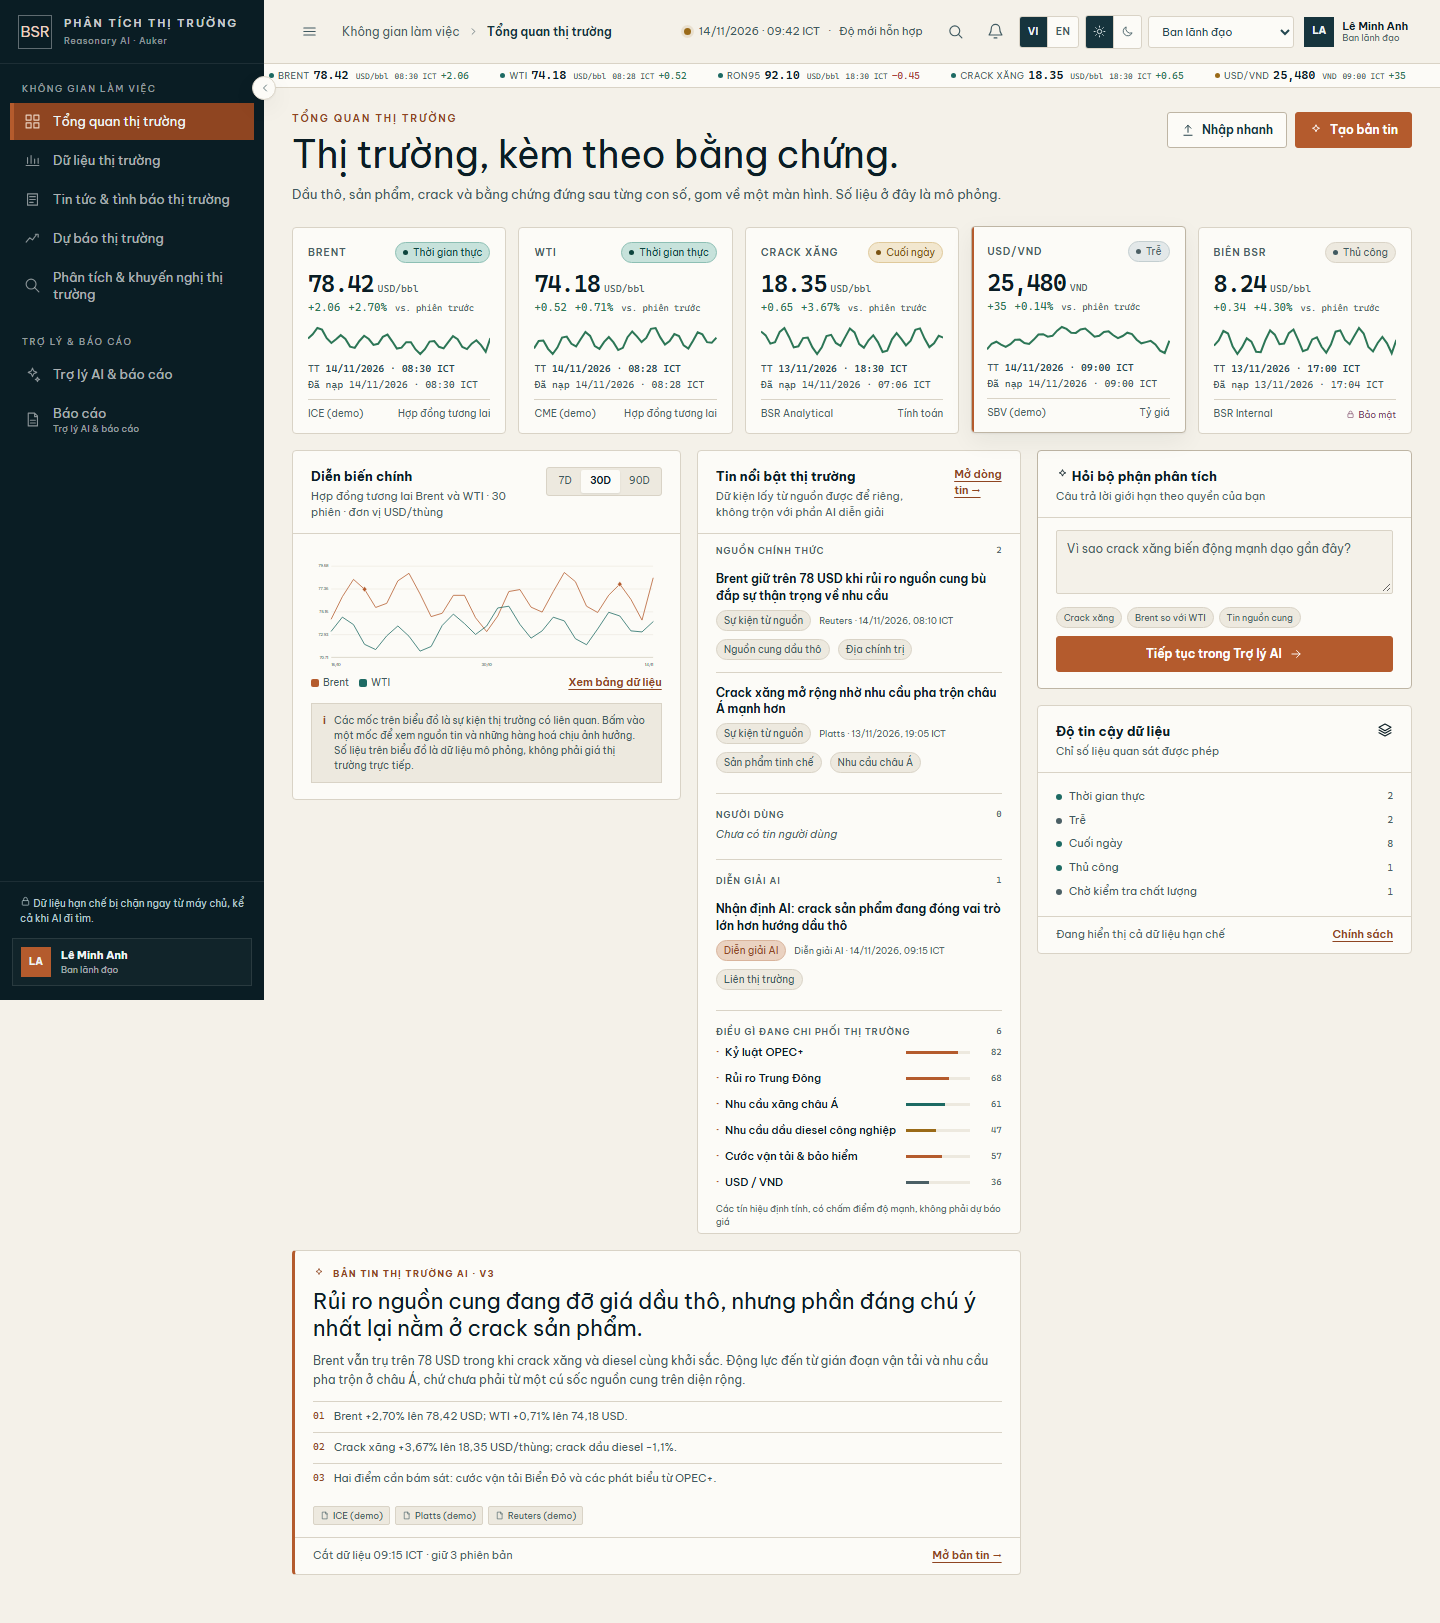 BSR
PHÂN TÍCH THỊ TRƯỜNG
Reasonary AI · Auker
KHÔNG GIAN LÀM VIỆC
Tổng quan thị trường
Dữ liệu thị trường
Tin tức & tình báo thị trường
Dự báo thị trường
Phân tích & khuyến nghị thị
trường
TRỢ LÝ & BÁO CÁO
Trợ lý AI & báo cáo
Báo cáo
Trợ lý AI & báo cáo
Dữ liệu hạn chế bị chặn ngay từ máy chủ, kể
cả khi AI đi tìm.
LA
Lê Minh Anh
Ban lãnh đạo
Không gian làm việc
Tổng quan thị trường
14/11/2026 · 09:42 ICT · Độ mới hỗn hợp
VI EN
Ban lãnh đạo
LA
Lê Minh Anh
Ban lãnh đạo
BRENT 78.42 USD/bbl 08:30 ICT +2.06
WTI 74.18 USD/bbl 08:28 ICT +0.52
RON95 92.10 USD/bbl 18:30 ICT −0.45
CRACK XĂNG 18.35 USD/bbl 18:30 ICT +0.65
USD/VND 25,480 VND 09:00 ICT +35
TỔNG QUAN THỊ TRƯỜNG
Thị trường, kèm theo bằng chứng.
Dầu thô, sản phẩm, crack và bằng chứng đứng sau từng con số, gom về một màn hình. Số liệu ở đây là mô phỏng.
Nhập nhanh
Tạo bản tin
BRENT
Thời gian thực
78.42 USD/bbl
+2.06 +2.70% vs. phiên trước
TT 14/11/2026 · 08:30 ICT
Đã nạp 14/11/2026 · 08:30 ICT
ICE (demo)
Hợp đồng tương lai
WTI
Thời gian thực
74.18 USD/bbl
+0.52 +0.71% vs. phiên trước
TT 14/11/2026 · 08:28 ICT
Đã nạp 14/11/2026 · 08:28 ICT
CME (demo)
Hợp đồng tương lai
CRACK XĂNG
Cuối ngày
18.35 USD/bbl
+0.65 +3.67% vs. phiên trước
TT 13/11/2026 · 18:30 ICT
Đã nạp 14/11/2026 · 07:06 ICT
BSR Analytical
Tính toán
USD/VND
Trễ
25,480 VND
+35 +0.14% vs. phiên trước
TT 14/11/2026 · 09:00 ICT
Đã nạp 14/11/2026 · 09:00 ICT
SBV (demo)
Tỷ giá
BIÊN BSR
Thủ công
8.24 USD/bbl
+0.34 +4.30% vs. phiên trước
TT 13/11/2026 · 17:00 ICT
Đã nạp 13/11/2026 · 17:04 ICT
BSR Internal
Bảo mật
Diễn biến chính
Hợp đồng tương lai Brent và WTI · 30
phiên · đơn vị USD/thùng
7D 30D 90D
Brent WTI
Xem bảng dữ liệu
i Các mốc trên biểu đồ là sự kiện thị trường có liên quan. Bấm vào
một mốc để xem nguồn tin và những hàng hoá chịu ảnh hưởng.
Số liệu trên biểu đồ là dữ liệu mô phỏng, không phải giá thị
trường trực tiếp.
Tin nổi bật thị trường
Dữ kiện lấy từ nguồn được để riêng,
không trộn với phần AI diễn giải
Mở dòng
tin →
NGUỒN CHÍNH THỨC 2
Brent giữ trên 78 USD khi rủi ro nguồn cung bù
đắp sự thận trọng về nhu cầu
Sự kiện từ nguồn Reuters · 14/11/2026, 08:10 ICT
Nguồn cung dầu thô Địa chính trị
Crack xăng mở rộng nhờ nhu cầu pha trộn châu
Á mạnh hơn
Sự kiện từ nguồn Platts · 13/11/2026, 19:05 ICT
Sản phẩm tinh chế Nhu cầu châu Á
NGƯỜI DÙNG 0
Chưa có tin người dùng
DIỄN GIẢI AI 1
Nhận định AI: crack sản phẩm đang đóng vai trò
lớn hơn hướng dầu thô
Diễn giải AI Diễn giải AI · 14/11/2026, 09:15 ICT
Liên thị trường
ĐIỀU GÌ ĐANG CHI PHỐI THỊ TRƯỜNG 6
· Kỷ luật OPEC+ 82
· Rủi ro Trung Đông 68
· Nhu cầu xăng châu Á 61
· Nhu cầu dầu diesel công nghiệp 47
· Cước vận tải & bảo hiểm 57
· USD / VND 36
Các tín hiệu định tính, có chấm điểm độ mạnh, không phải dự báo
giá
Hỏi bộ phận phân tích
Câu trả lời giới hạn theo quyền của bạn
Vì sao crack xăng biến động mạnh dạo gần đây?
Crack xăng Brent so với WTI Tin nguồn cung
Tiếp tục trong Trợ lý AI →
Độ tin cậy dữ liệu
Chỉ số liệu quan sát được phép
Thời gian thực 2
Trễ 2
Cuối ngày 8
Thủ công 1
Chờ kiểm tra chất lượng 1
Đang hiển thị cả dữ liệu hạn chế
Chính sách
BẢN TIN THỊ TRƯỜNG AI · V3
Rủi ro nguồn cung đang đỡ giá dầu thô, nhưng phần đáng chú ý
nhất lại nằm ở crack sản phẩm.
Brent vẫn trụ trên 78 USD trong khi crack xăng và diesel cùng khởi sắc. Động lực đến từ gián đoạn vận tải và nhu cầu
pha trộn ở châu Á, chứ chưa phải từ một cú sốc nguồn cung trên diện rộng.
01 Brent +2,70% lên 78,42 USD; WTI +0,71% lên 74,18 USD.
02 Crack xăng +3,67% lên 18,35 USD/thùng; crack dầu diesel −1,1%.
03 Hai điểm cần bám sát: cước vận tải Biển Đỏ và các phát biểu từ OPEC+.
ICE (demo) Platts (demo) Reuters (demo)
Cắt dữ liệu 09:15 ICT · giữ 3 phiên bản
Mở bản tin →